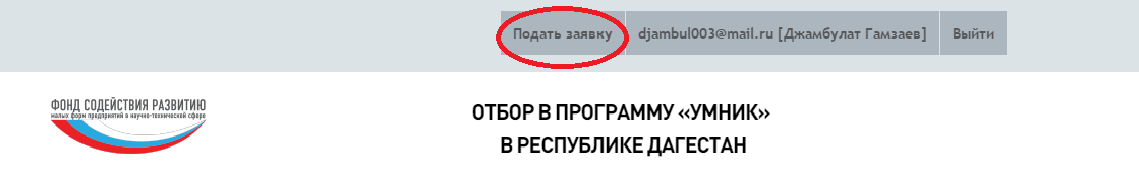 Подать заявку djambul003@mail.ru [Джамбулат Гамзаев] Выйти
ФОНД СОДЕЙСТВИЯ РАЗВИТИЮ
малых форм предприятий в научно-технической сфере
ОТБОР В ПРОГРАММУ «УМНИК»
В РЕСПУБЛИКЕ ДАГЕСТАН